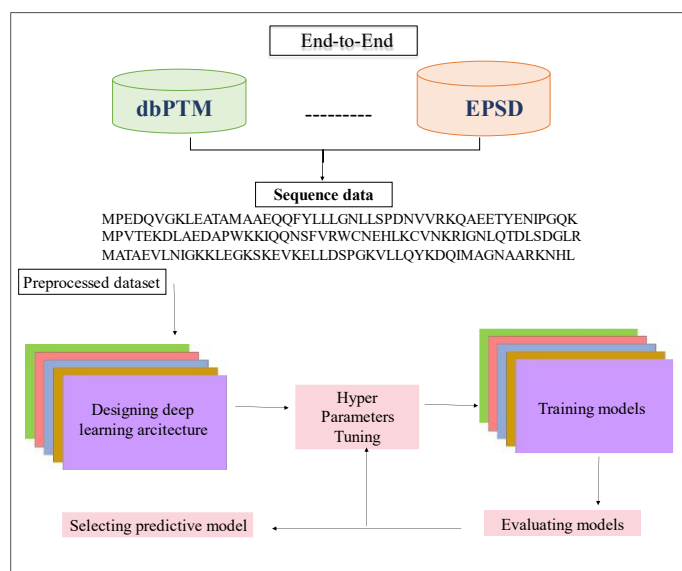 End-to-End
dbPTM
---------
EPSD
Sequence data
MPEDQVGKLEATAMAAEQQFYLLLGNLLSPDNVVRKQAEETYENIPGQK
MPVTEKDLAEDAPWKKIQQNSFVRWCNEHLKCVNKRIGNLQTDLSDGLR
MATAEVLNIGKKLEGKSKEVKELLDSPGKVLLQYKDQIMAGNAARKNHL
Preprocessed dataset
Designing deep
learning arcitecture
Hyper
Parameters
Tuning
Training models
Selecting predictive model
Evaluating models